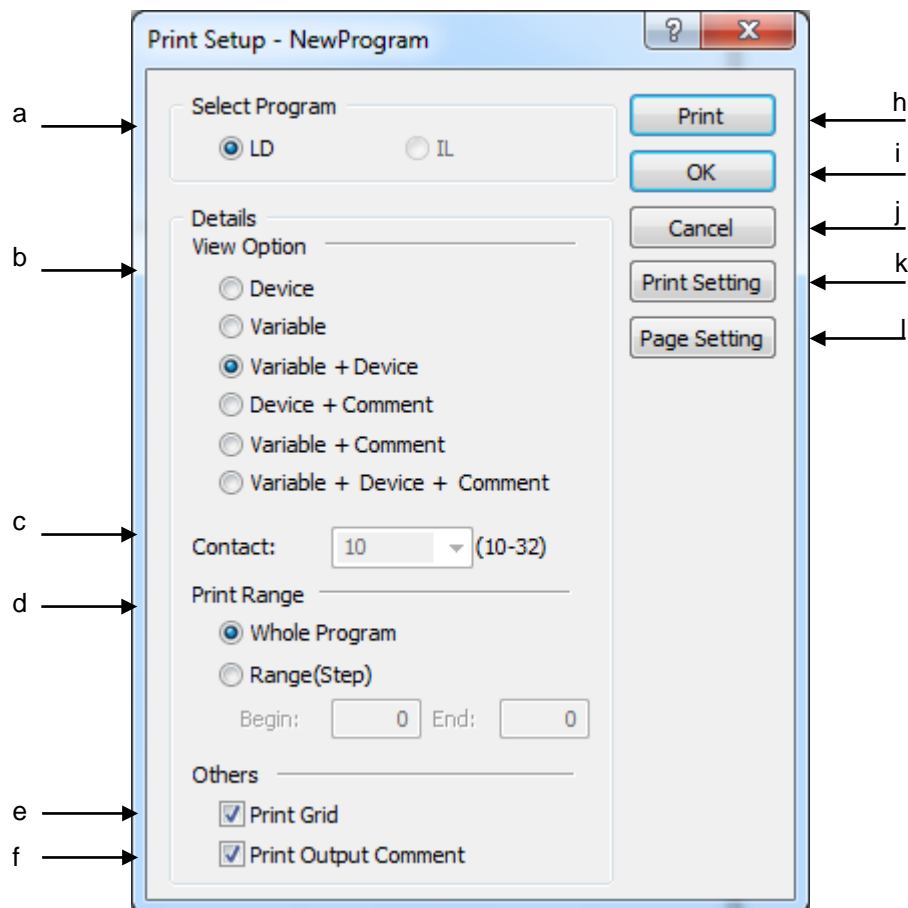 Print Setup - NewProgram
?
x
a
Select Program
LD
IL
Print
h
OK
i
Details
Cancel
j
b
View Option
Print Setting
k
Device
Variable
Page Setting
l
Variable + Device
Device + Comment
Variable + Comment
Variable + Device + Comment
c
Contact: 10 (10-32)
d
Print Range
Whole Program
Range(Step)
Begin: 0 End: 0
Others
e
Print Grid
f
Print Output Comment